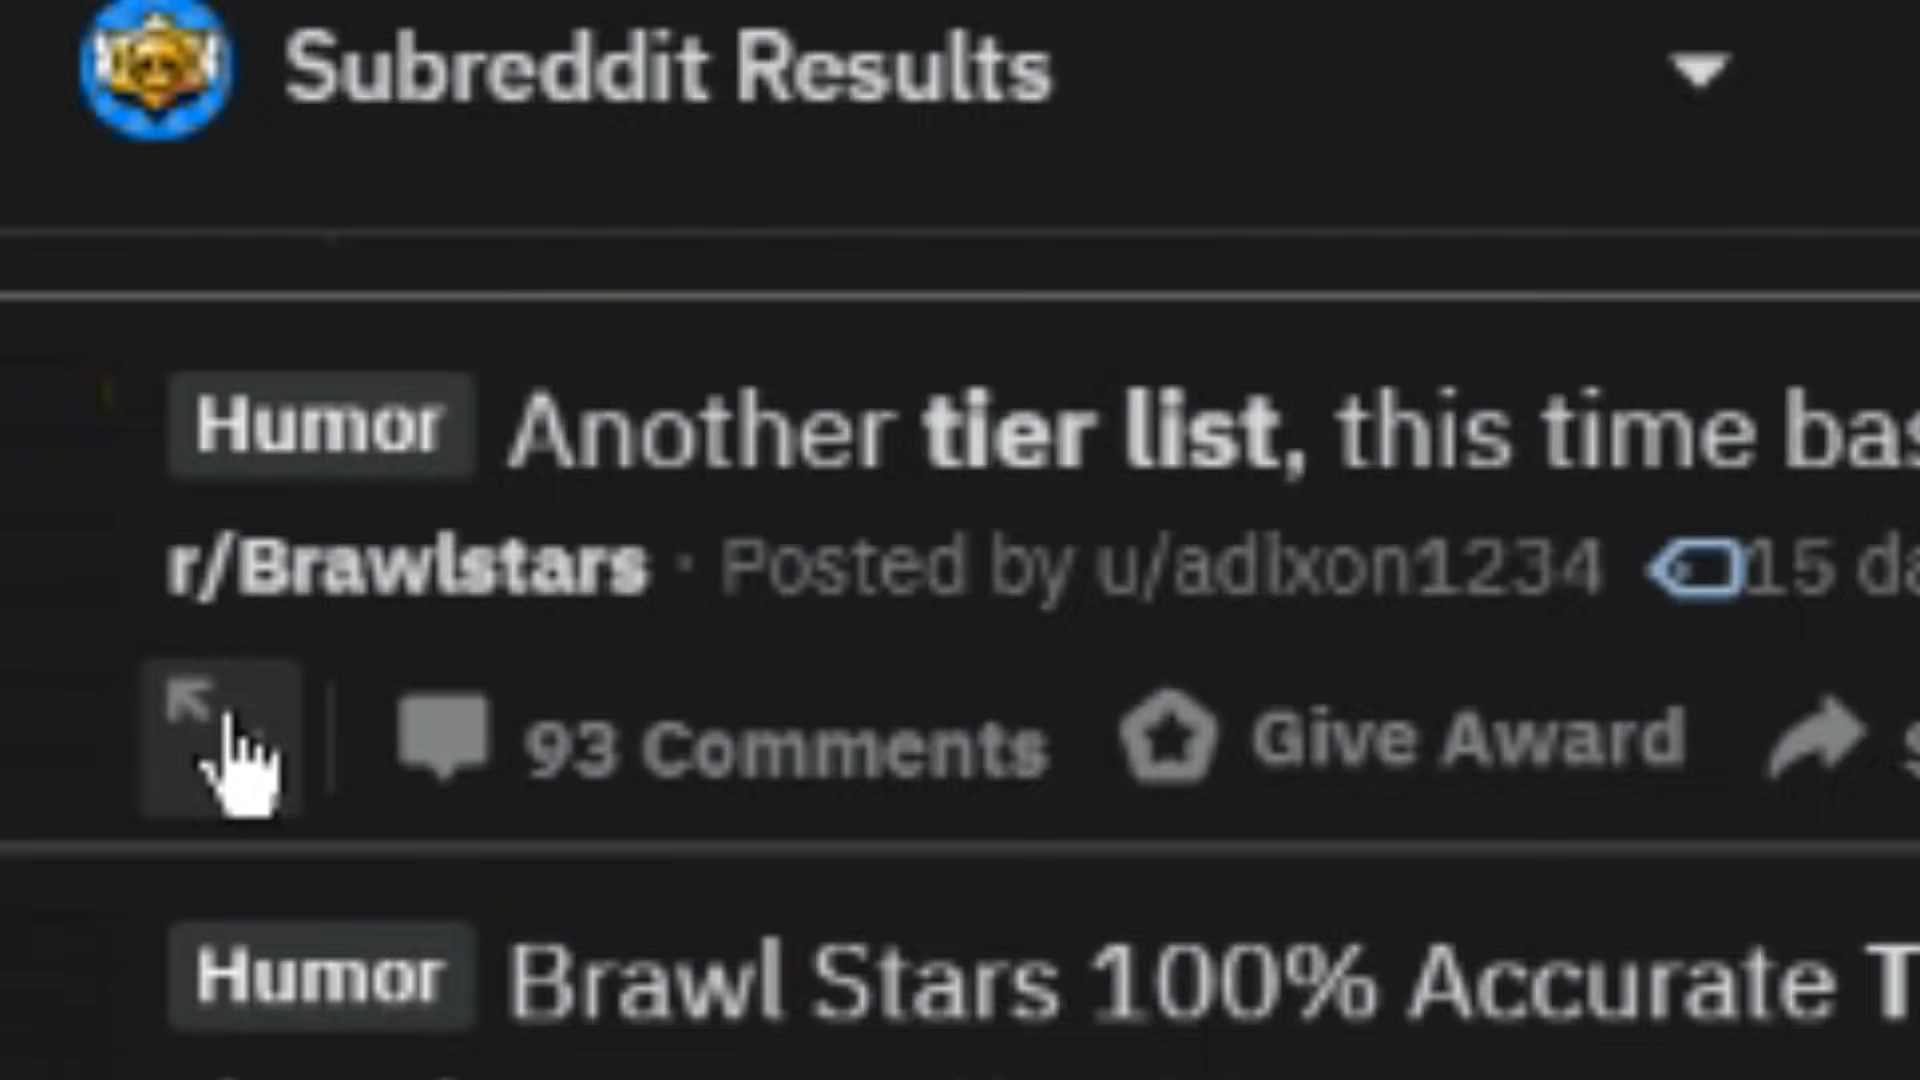 Subreddit Results
Humor Another tier list, this time bas
r/Brawlstars · Posted by u/adixon1234 15 da
93 Comments Give Award
Humor Brawl Stars 100% Accurate T